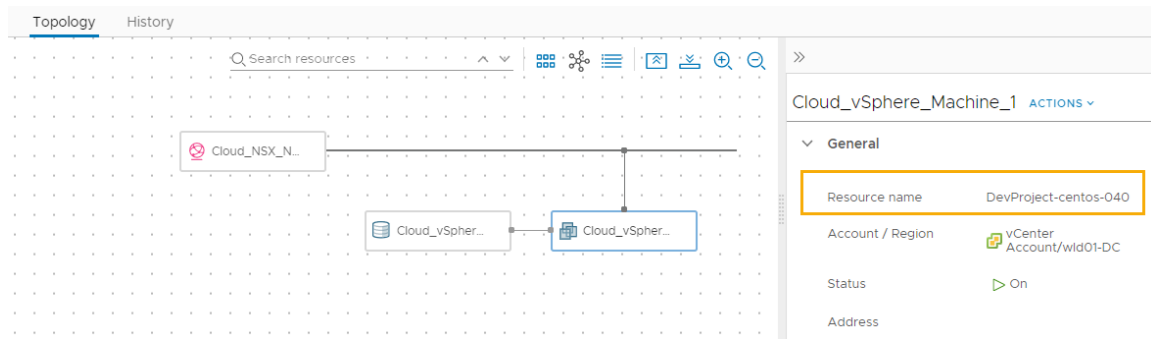 Topology History
Search resources
Cloud_NSX_N...
Cloud_vSpher...
Cloud_vSpher...
Cloud_vSphere_Machine_1 ACTIONS
General
Resource name DevProject-centos-040
Account / Region vCenter
Account/wld01-DC
Status On
Address